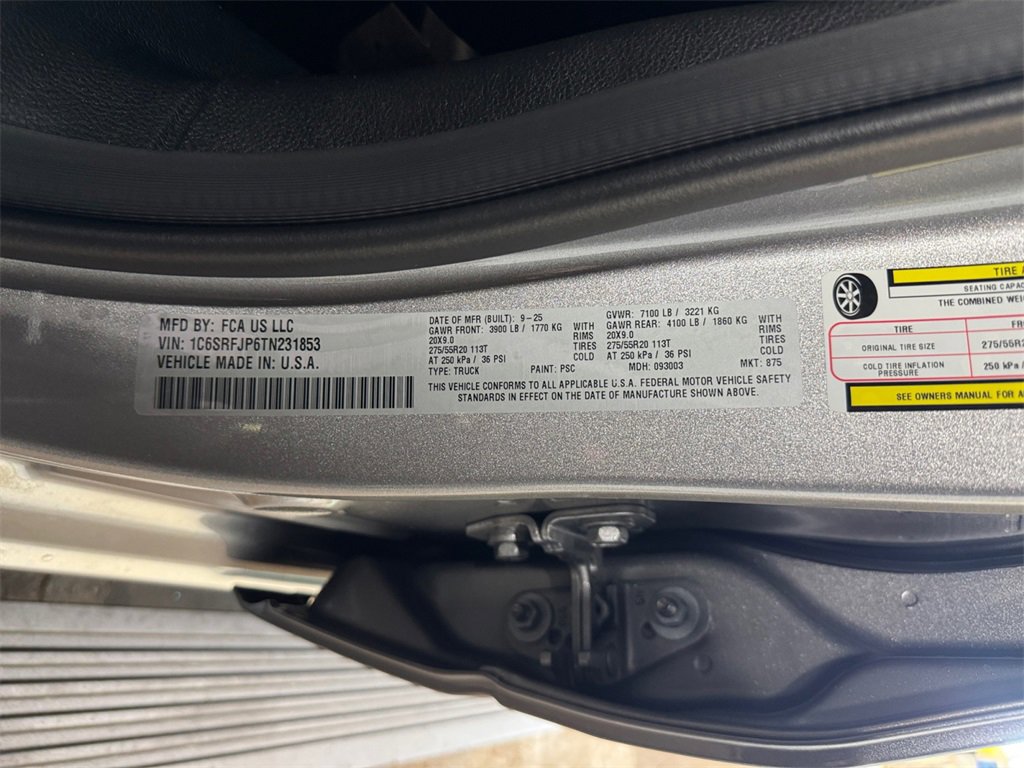 MFD BY: FCA US LLC
VIN: 1C6SRFJP6TN231853
VEHICLE MADE IN U.S.A.
DATE OF MFR (BUILT): 9-25
GVWR: 7100 LB / 3221 KG
GAWR FRONT: 3900 LB / 1770 KG WITH
20X9.0 RIMS
275/55R20 113T TIRES
AT 250 kPa / 36 PSI COLD
GAWR REAR: 4100 LB / 1860 KG WITH
20X9.0 RIMS
275/55R20 113T TIRES
AT 250 kPa / 36 PSI COLD
TYPE: TRUCK PAINT: PSC MDH: 093003 MKT: 875
THIS VEHICLE CONFORMS TO ALL APPLICABLE U.S.A. FEDERAL MOTOR VEHICLE SAFETY
STANDARDS IN EFFECT ON THE DATE OF MANUFACTURE SHOWN ABOVE.
TIRE
SEATING
THE COMBINED
TIRE
ORIGINAL TIRE SIZE 275/55R
COLD TIRE INFLATION
PRESSURE 250 kPa /
SEE OWNERS MANUAL FOR